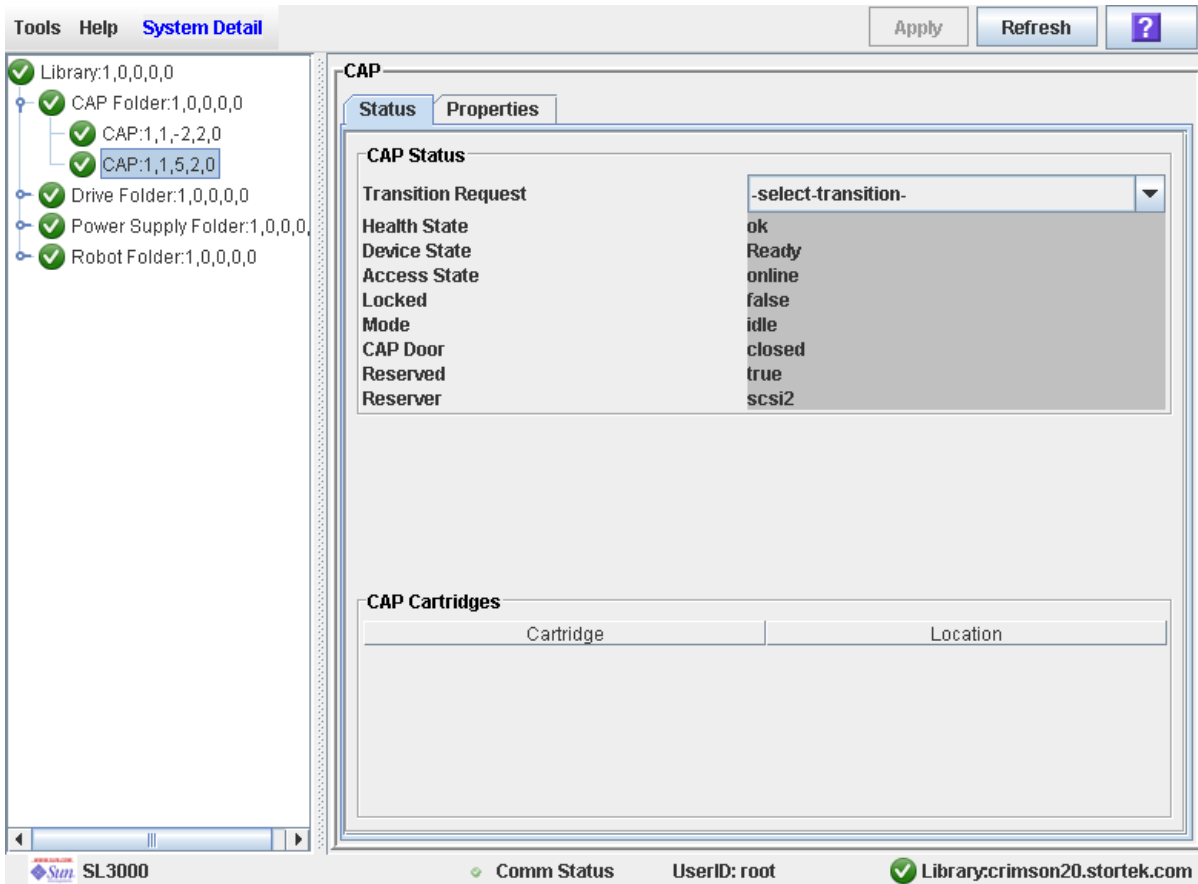 Tools Help System Detail
Apply Refresh ?
Library:1,0,0,0,0
CAP Folder:1,0,0,0,0
CAP:1,1,-2,2,0
CAP:1,1,5,2,0
Drive Folder:1,0,0,0,0
Power Supply Folder:1,0,0,0,
Robot Folder:1,0,0,0,0
CAP
Status Properties
CAP Status
Transition Request -select-transition-
Health State ok
Device State Ready
Access State online
Locked false
Mode idle
CAP Door closed
Reserved true
Reserver scsi2
CAP Cartridges
Cartridge Location
Sun SL3000 Comm Status UserID: root Library:crimson20.stortek.com